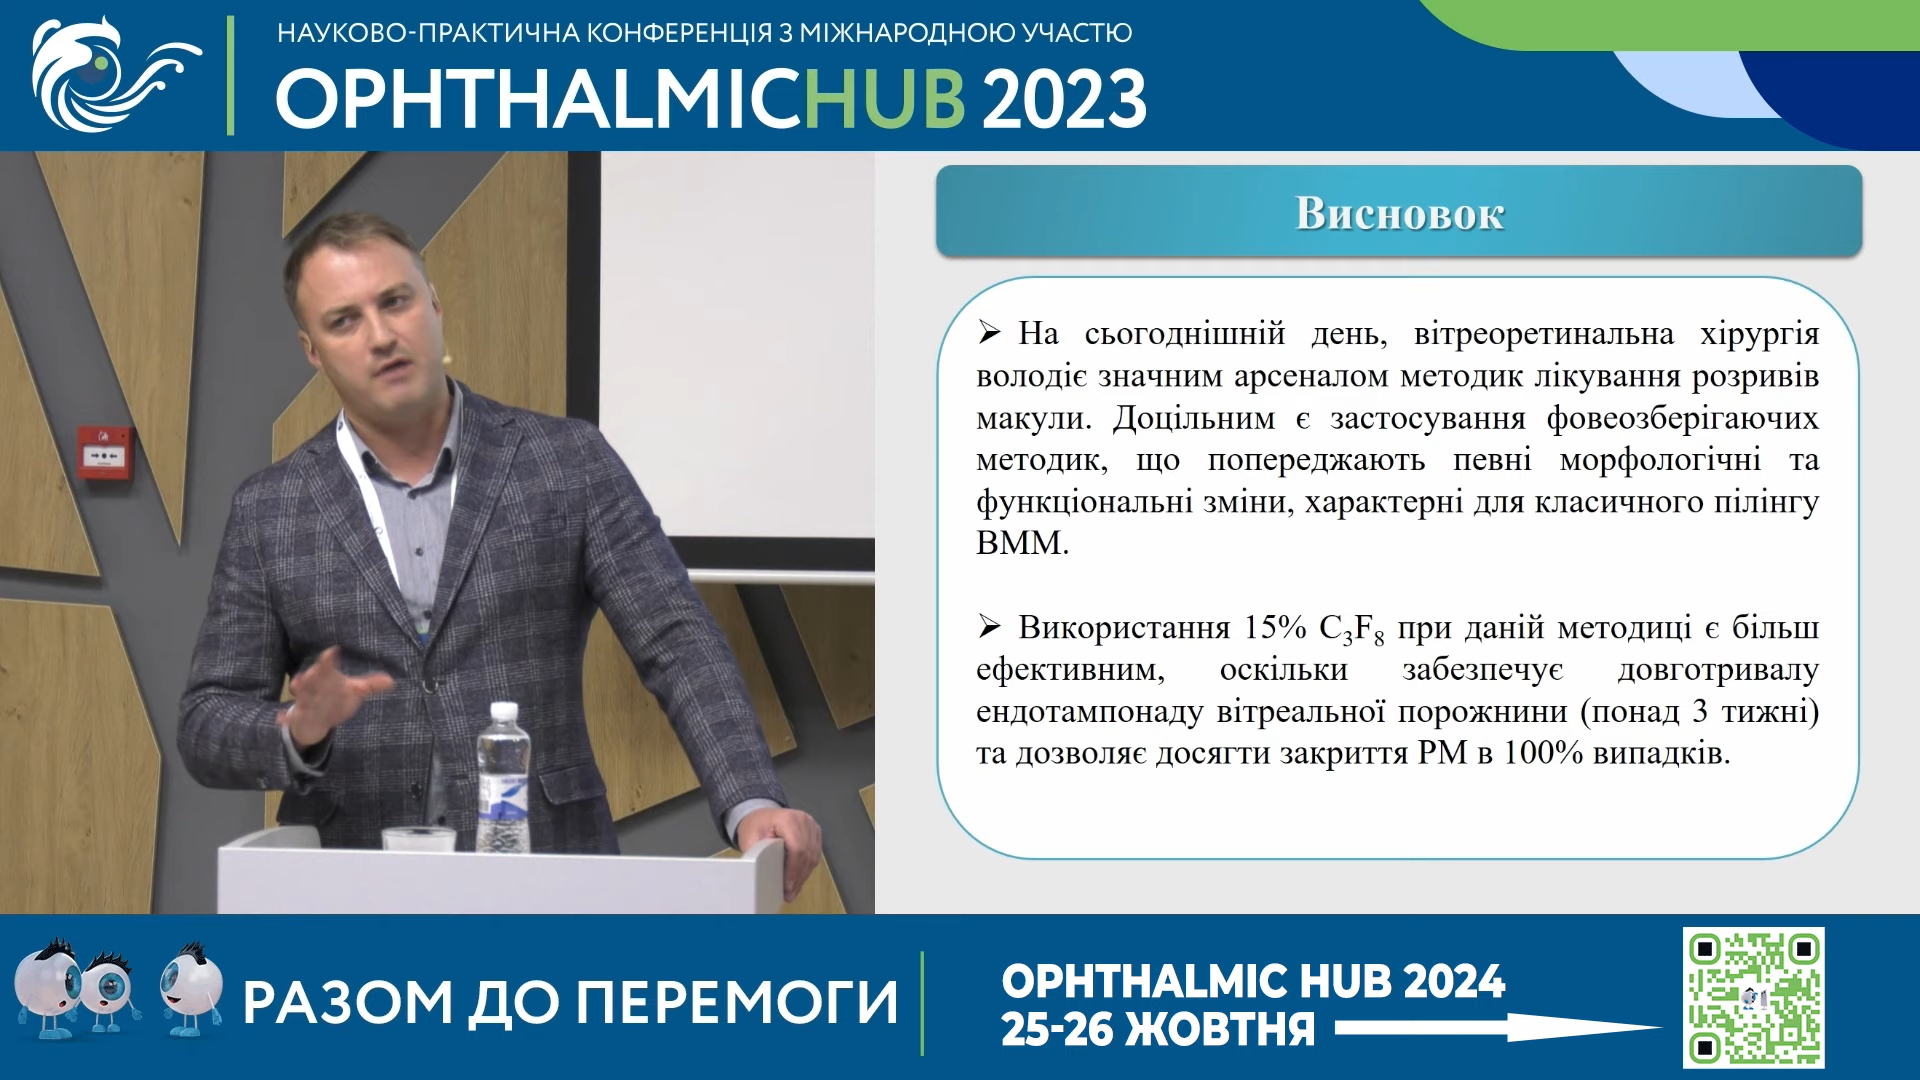 НАУКОВО-ПРАКТИЧНА КОНФЕРЕНЦІЯ З МІЖНАРОДНОЮ УЧАСТЮ
OPHTHALMICHUB 2023
Висновок
➢ На сьогоднішній день, вітреоретинальна хірургія
володіє значним арсеналом методик лікування розривів
макули. Доцільним є застосування фовеозберігаючих
методик, що попереджають певні морфологічні та
функціональні зміни, характерні для класичного пілінгу
ВММ.
➢ Використання 15% C₃F₈ при даній методиці є більш
ефективним, оскільки забезпечує довготривалу
ендотампонаду вітреальної порожнини (понад 3 тижні)
та дозволяє досягти закриття РМ в 100% випадків.
РАЗОМ ДО ПЕРЕМОГИ
OPHTHALMIC HUB 2024
25-26 ЖОВТНЯ